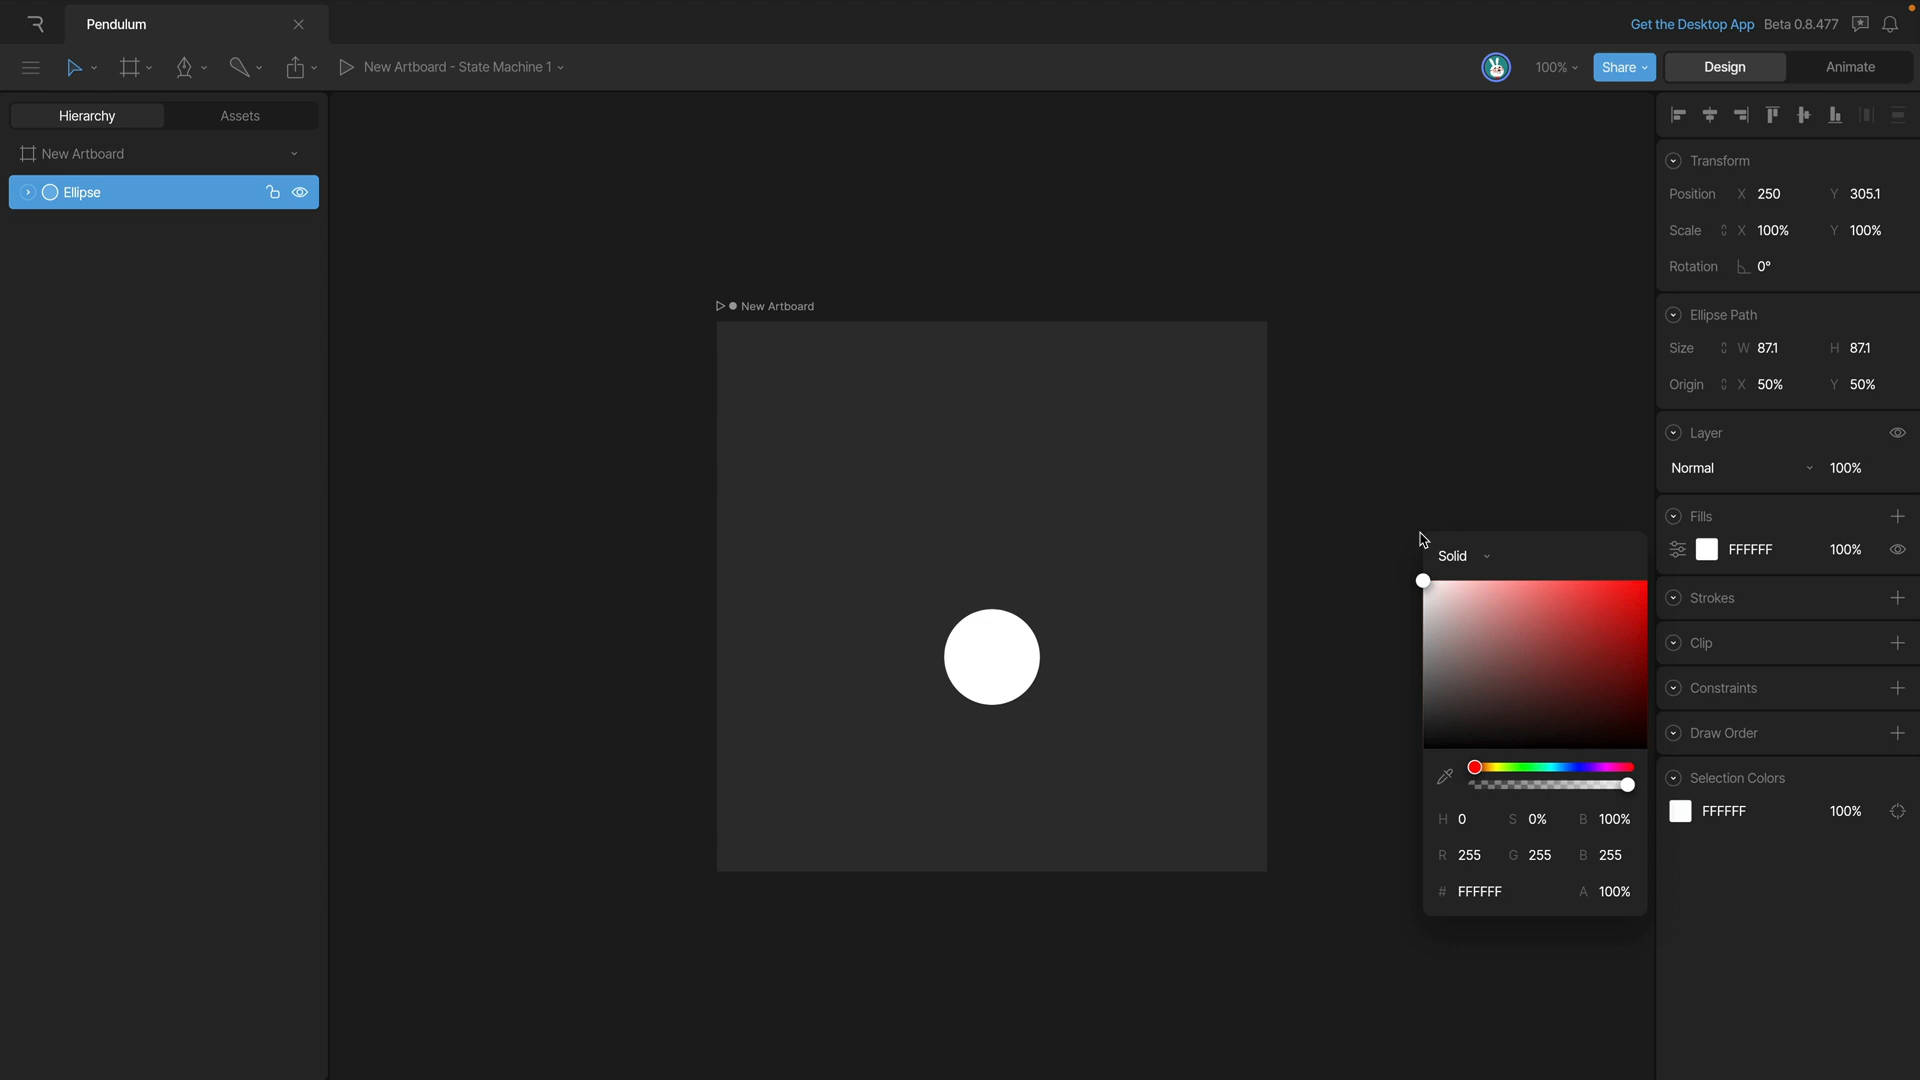 Pendulum
Get the Desktop App Beta 0.8.477
New Artboard - State Machine 1
100%
Share
Design
Animate
Hierarchy
Assets
New Artboard
Ellipse
New Artboard
Transform
Position X 250 Y 305.1
Scale X 100% Y 100%
Rotation 0°
Ellipse Path
Size W 87.1 H 87.1
Origin X 50% Y 50%
Layer
Normal 100%
Fills
FFFFFF 100%
Strokes
Clip
Constraints
Draw Order
Selection Colors
FFFFFF 100%
Solid
H 0 S 0% B 100%
R 255 G 255 B 255
# FFFFFF A 100%